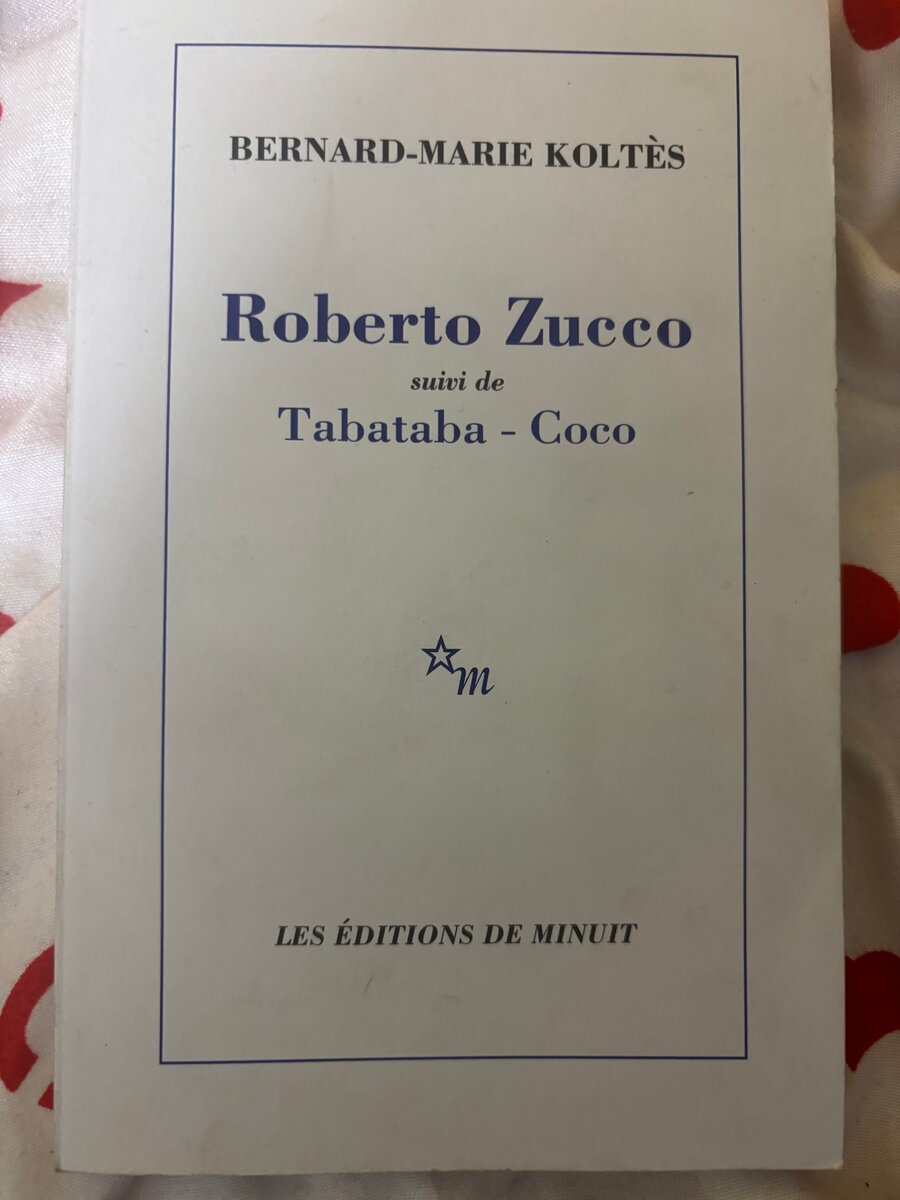 BERNARD-MARIE KOLTÈS
Roberto Zucco
suivi de
Tabataba - Coco
m
LES ÉDITIONS DE MINUIT